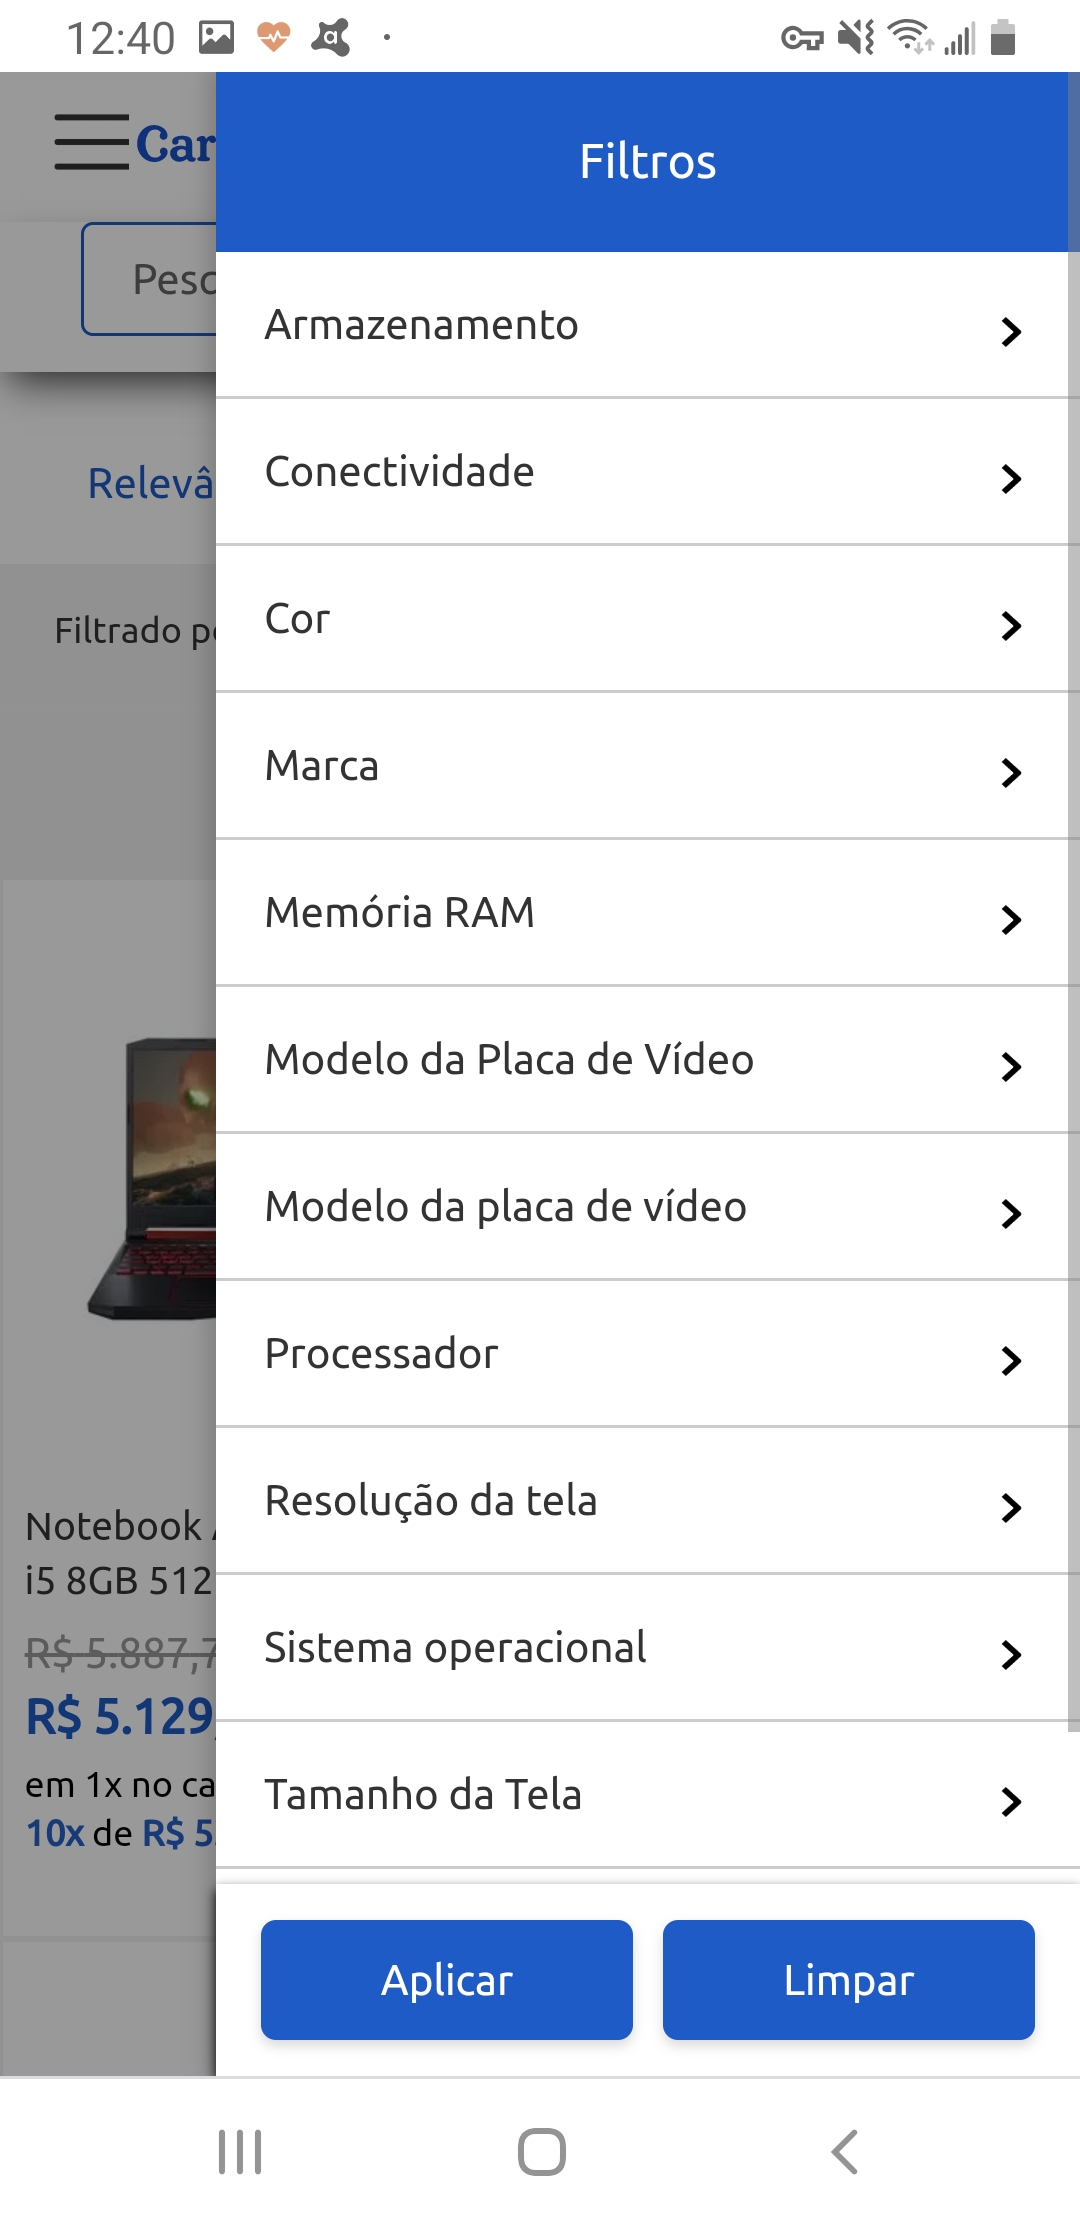 12:40
Filtros
Car
Pesq
Relevâ
Filtrado po
Armazenamento
Conectividade
Cor
Marca
Memória RAM
Modelo da Placa de Vídeo
Modelo da placa de vídeo
Processador
Resolução da tela
Sistema operacional
Tamanho da Tela
Notebook
i5 8GB 512
R$ 5.887,7
R$ 5.129,
em 1x no ca
10x de R$ 5
Aplicar
Limpar